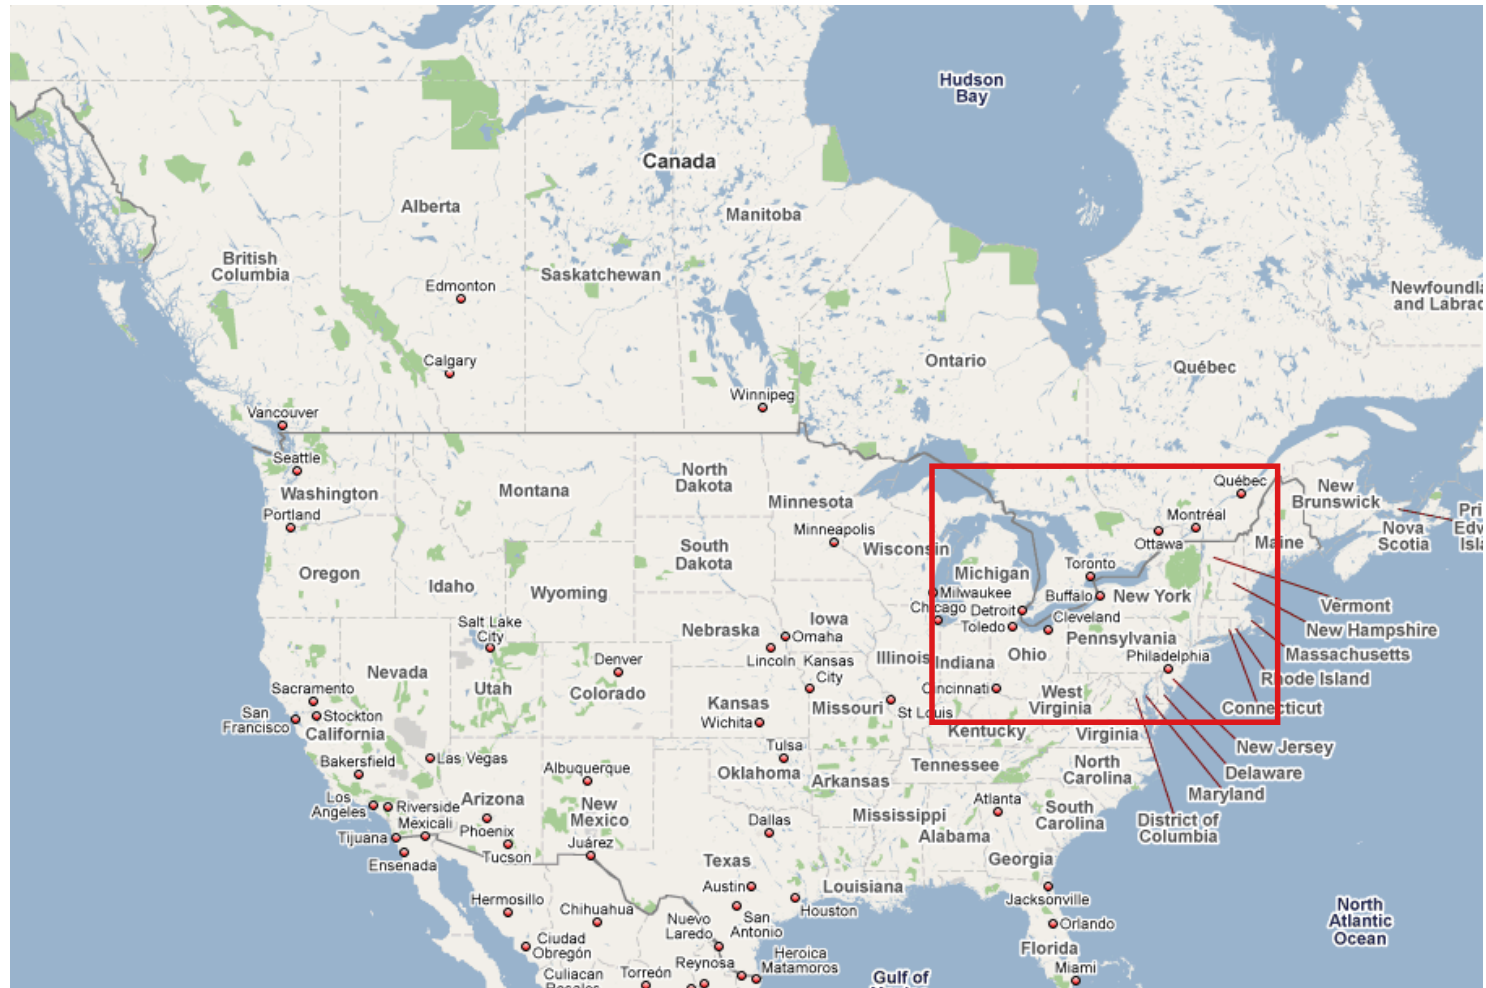 Hudson
Bay
Canada
Alberta
Manitoba
British
Columbia
Saskatchewan
Edmonton
Newfoundla
and Labrad
Calgary
Ontario
Québec
Winnipeg
Vancouver
Seattle
Washington
Portland
Montana
North
Dakota
Minnesota
Minneapolis
Wisconsin
Québec
Montréal
Ottawa
New
Brunswick
Maine
Nova
Scotia
Pri
Edv
Isla
Oregon
Idaho
Wyoming
South
Dakota
Michigan
Toronto
Milwaukee
Chicago
Detroit
Toledo
Buffalo
New York
Cleveland
Pennsylvania
Philadelphia
Vermont
New Hampshire
Massachusetts
Rhode Island
Connecticut
New Jersey
Delaware
Maryland
District of
Columbia
Salt Lake
City
Nebraska
Iowa
Omaha
Lincoln
Kansas
City
Illinois
Indiana
Ohio
Cincinnati
West
Virginia
Nevada
Utah
Denver
Colorado
Kansas
Wichita
Missouri
St Louis
Kentucky
Virginia
Sacramento
San
Francisco
Stockton
California
Bakersfield
Las Vegas
Los
Angeles
Riverside
Mexicali
Tijuana
Ensenada
Arizona
Phoenix
Tucson
Albuquerque
New
Mexico
Juárez
Tulsa
Oklahoma
Arkansas
Tennessee
North
Carolina
South
Carolina
Atlanta
Mississippi
Alabama
Georgia
Dallas
Texas
Austin
San
Antonio
Houston
Louisiana
Jacksonville
Orlando
Florida
Miami
Hermosillo
Chihuahua
Ciudad
Obregón
Culiacan
Torreón
Nuevo
Laredo
Reynosa
Heroica
Matamoros
Gulf of
North
Atlantic
Ocean